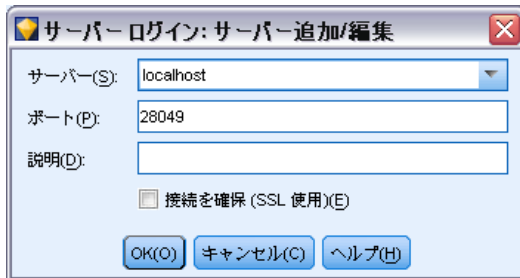 サーバー ログイン: サーバー追加/編集
サーバー(S): localhost
ポート(P): 28049
説明(D):
接続を確保 (SSL 使用)(E)
OK(O) キャンセル(C) ヘルプ(H)